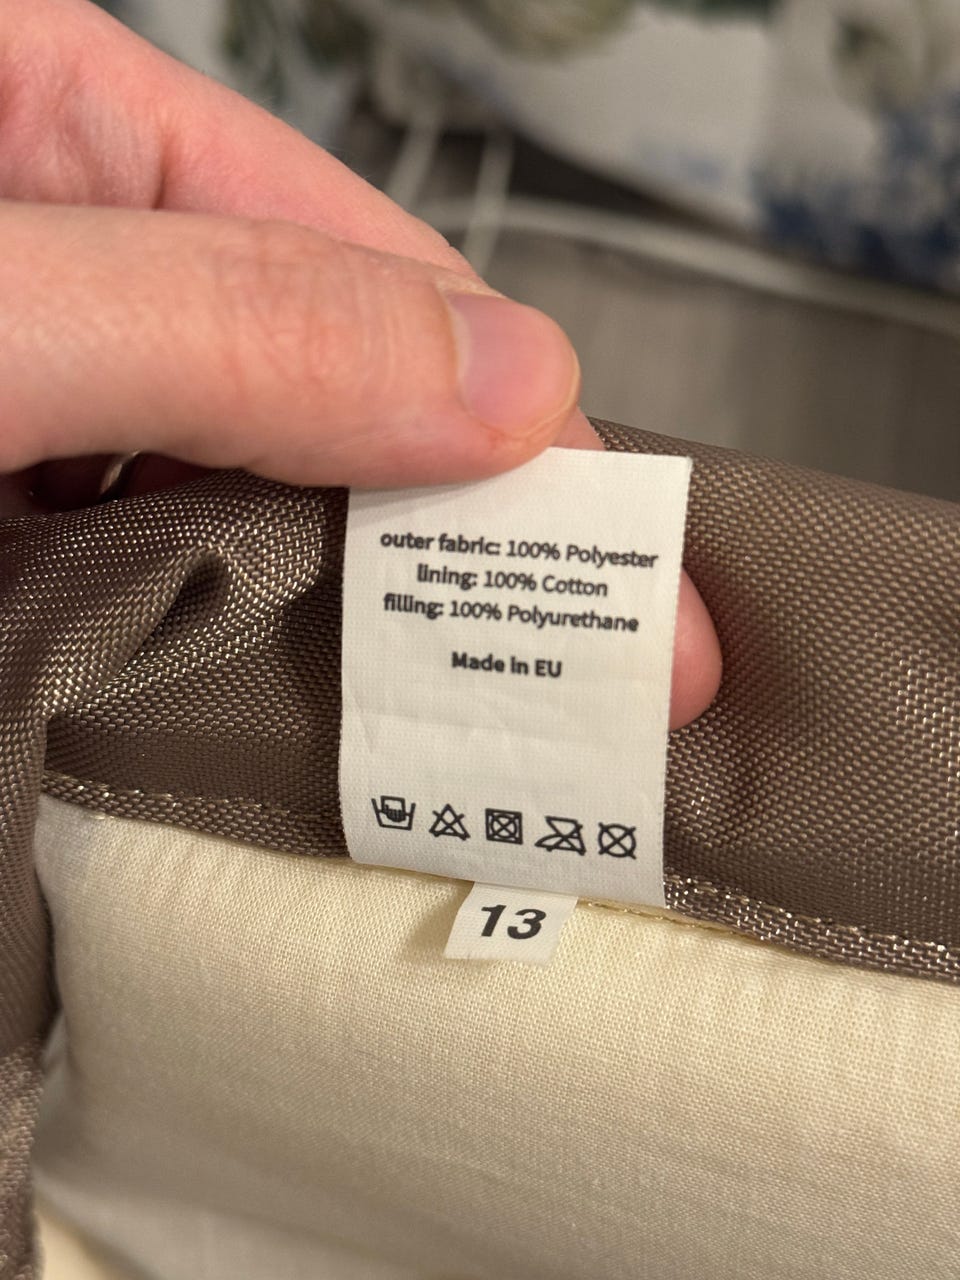 outer fabric: 100% Polyester
lining: 100% Cotton
filling: 100% Polyurethane
Made in EU
13